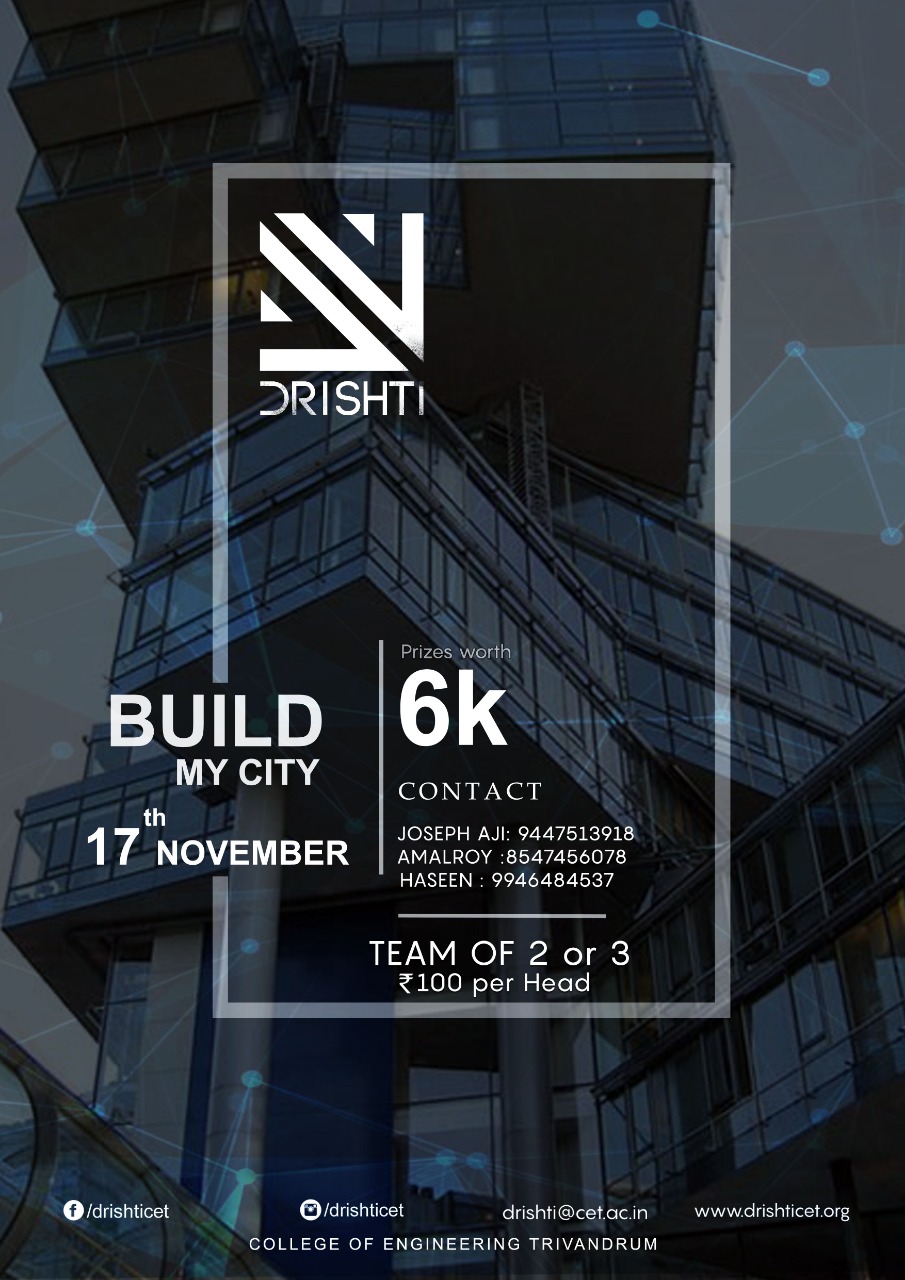 DRISHTI
BUILD
MY CITY
17th NOVEMBER
Prizes worth
6k
CONTACT
JOSEPH AJI: 9447513918
AMALROY :8547456078
HASEEN : 9946484537
TEAM OF 2 or 3
₹100 per Head
/drishticet
/drishticet
drishti@cet.ac.in
www.drishticet.org
COLLEGE OF ENGINEERING TRIVANDRUM